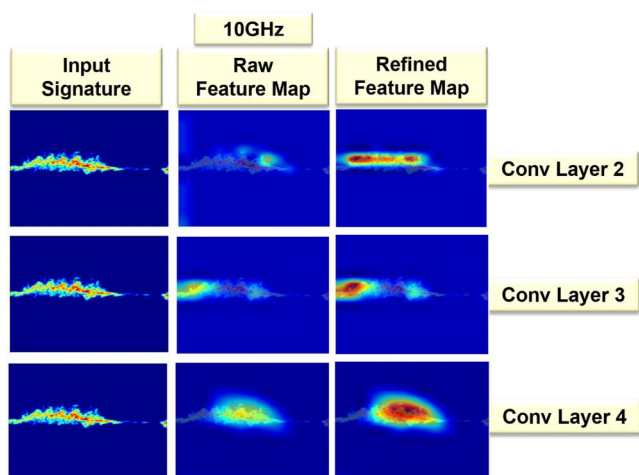 10GHz
Input
Signature
Raw
Feature Map
Refined
Feature Map
Conv Layer 2
Conv Layer 3
Conv Layer 4